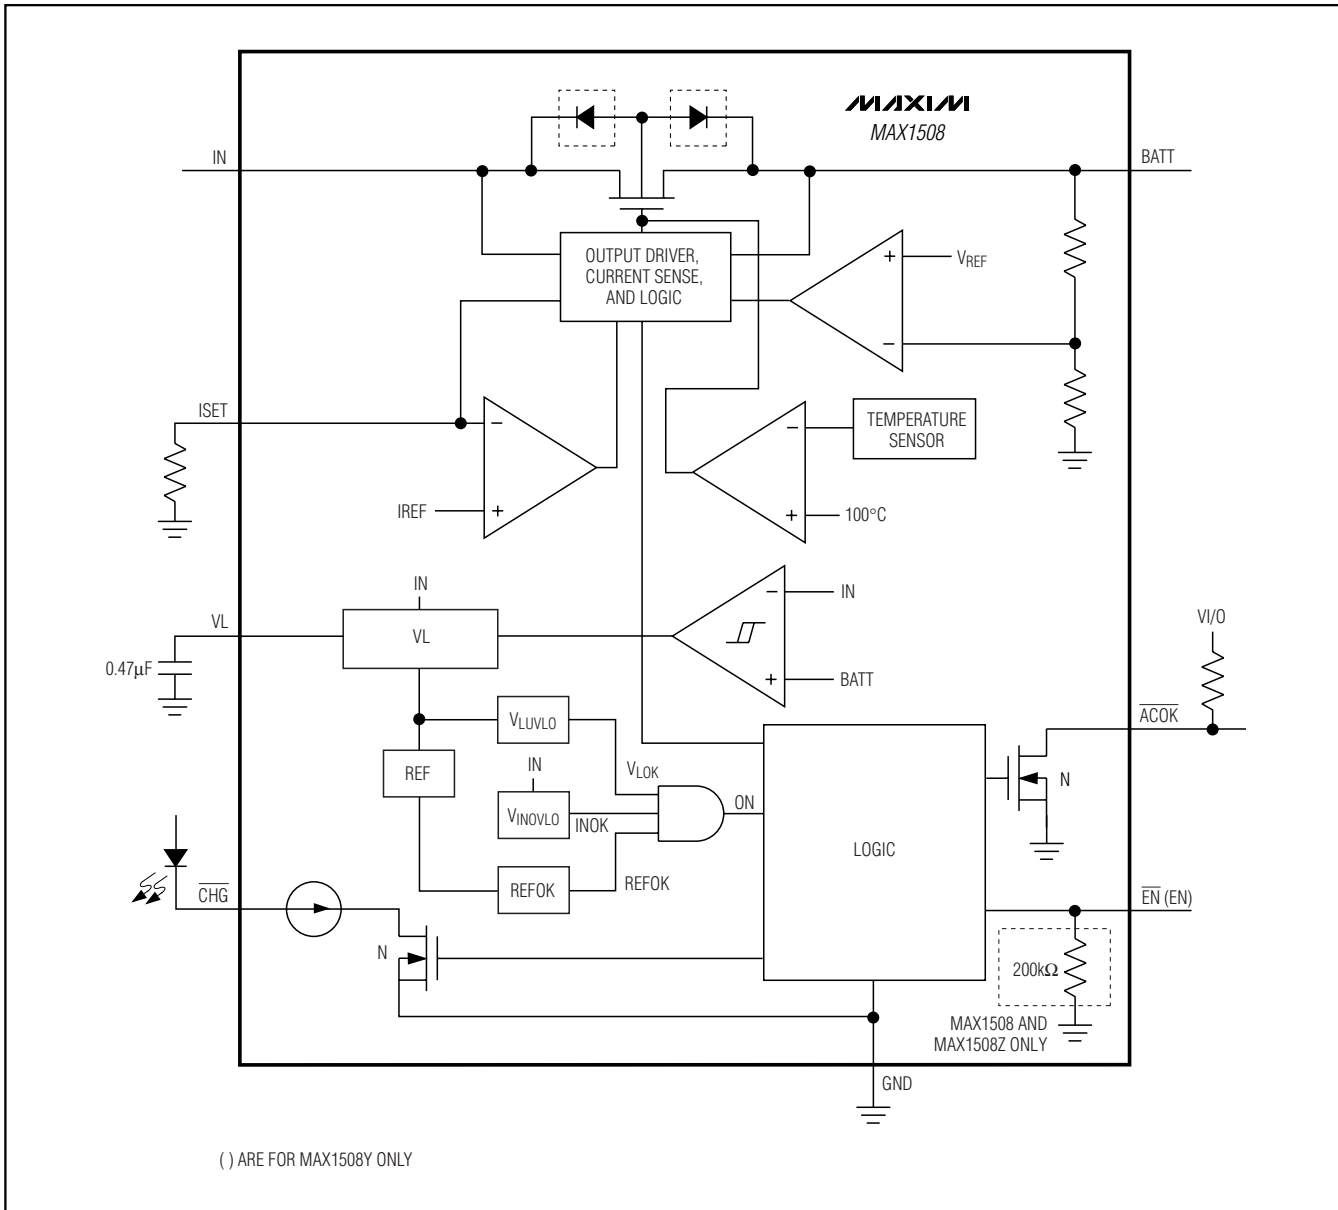 MAXIM
MAX1508
IN
BATT
OUTPUT DRIVER,
CURRENT SENSE,
AND LOGIC
+
VREF
−
ISET
−
IREF
+
−
TEMPERATURE
SENSOR
+
100°C
IN
VL
VL
0.47µF
−
IN
+
BATT
VI/O
ACOK
N
VLUVLO
REF
VLOK
IN
VINOVLO
INOK
ON
REFOK
REFOK
LOGIC
CHG
N
EN (EN)
200kΩ
MAX1508 AND
MAX1508Z ONLY
GND
( ) ARE FOR MAX1508Y ONLY